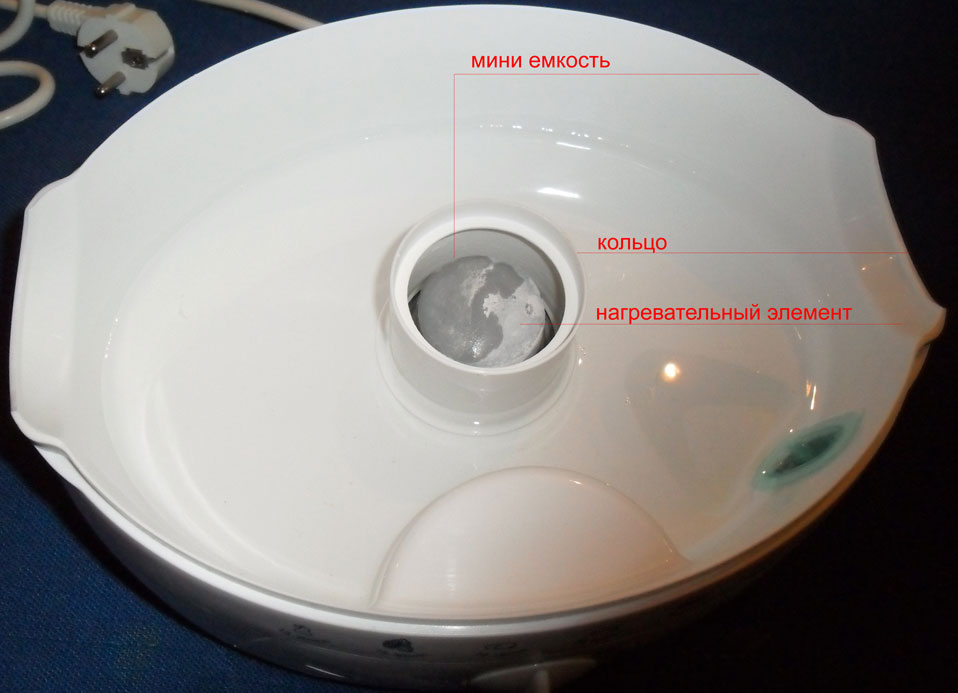 мини емкость
кольцо
нагревательный элемент